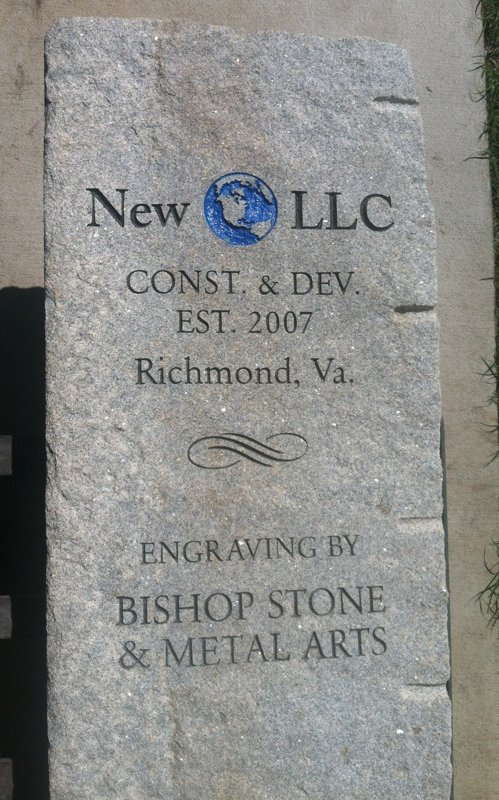 New LLC
CONST. & DEV.
EST. 2007
Richmond, Va.
ENGRAVING BY
BISHOP STONE
& METAL ARTS